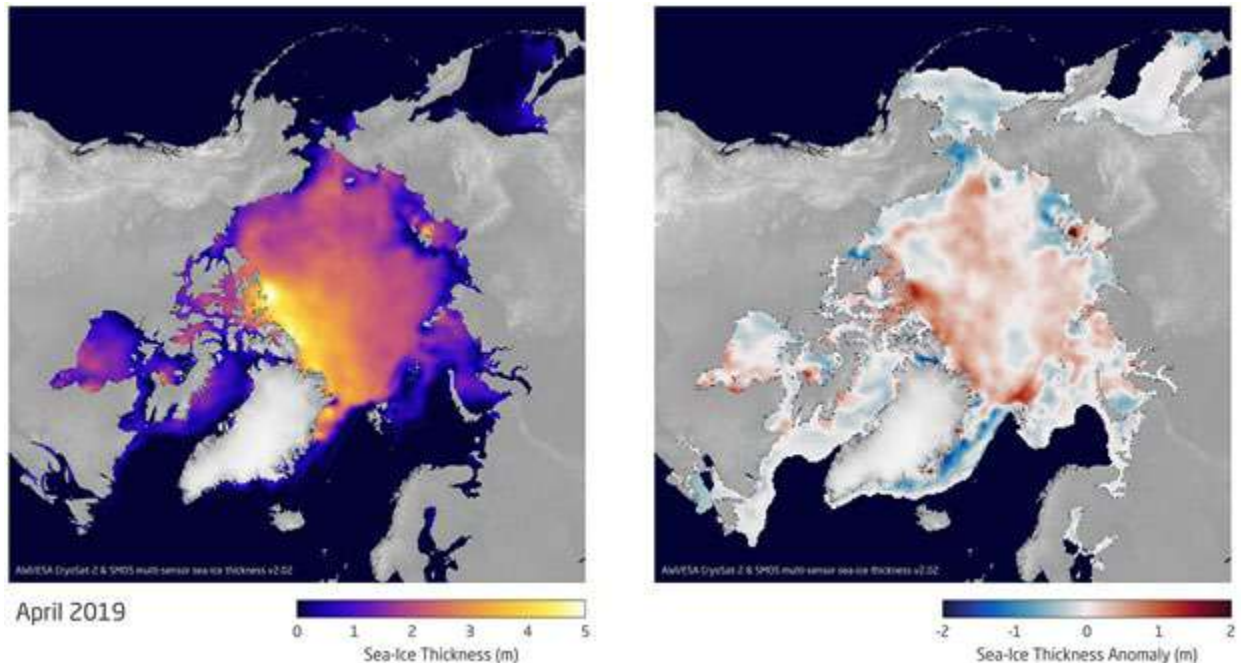 AWI/ESA CryoSat-2 & SMOS multi-sensor sea-ice thickness v2.02
AWI/ESA CryoSat-2 & SMOS multi-sensor sea-ice thickness v2.02
April 2019
0 1 2 3 4 5
Sea-Ice Thickness (m)
-2 -1 0 1 2
Sea-Ice Thickness Anomaly (m)